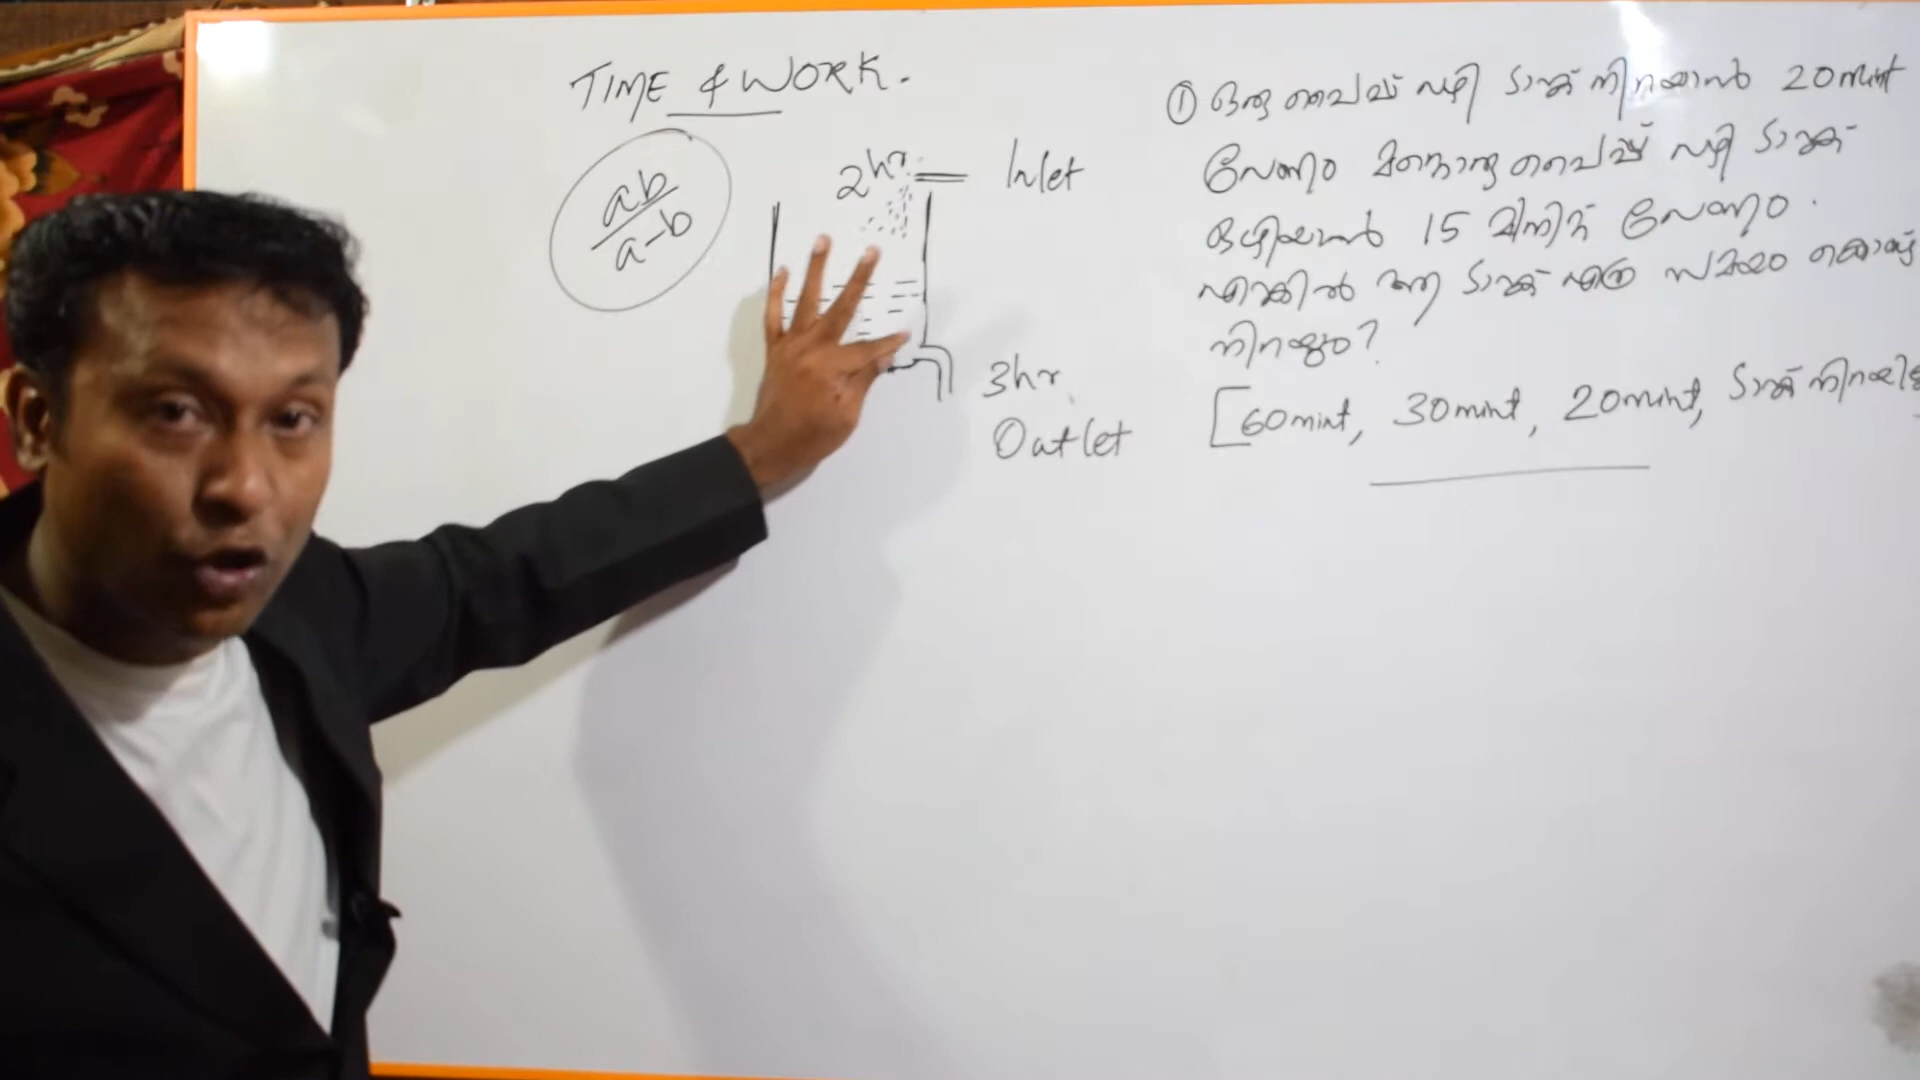 TIME & WORK.
ab
a-b
2hr.
Inlet
3hr
Outlet
① ഒരു പൈപ്പ് വഴി ടാങ്ക് നിറയാൻ 20mint
വേണം മറ്റൊരു പൈപ്പ് വഴി ടാങ്ക്
ഒഴിയാൻ 15 മിനിറ്റ് വേണം.
എങ്കിൽ ആ ടാങ്ക് എത്ര സമയം കൊണ്ട്
നിറയും?
[60mint, 30mint, 20mint, ടാങ്ക്